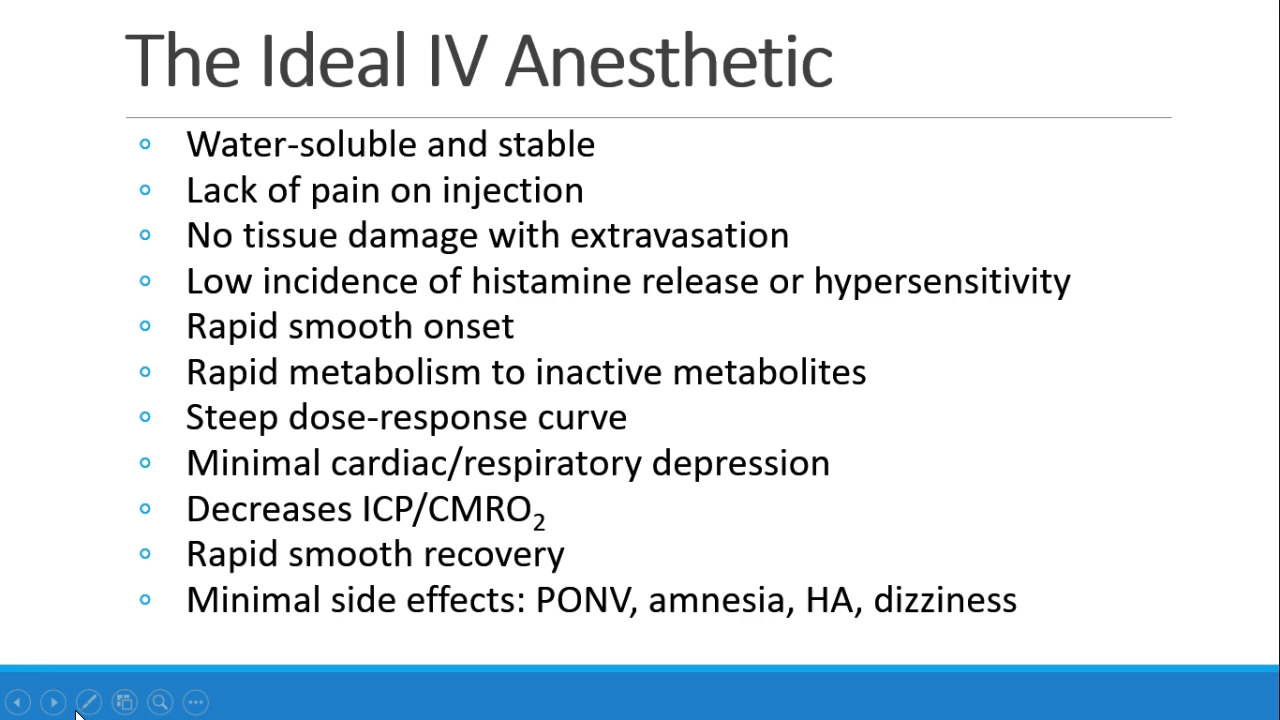 The Ideal IV Anesthetic
Water-soluble and stable
Lack of pain on injection
No tissue damage with extravasation
Low incidence of histamine release or hypersensitivity
Rapid smooth onset
Rapid metabolism to inactive metabolites
Steep dose-response curve
Minimal cardiac/respiratory depression
Decreases ICP/CMRO₂
Rapid smooth recovery
Minimal side effects: PONV, amnesia, HA, dizziness